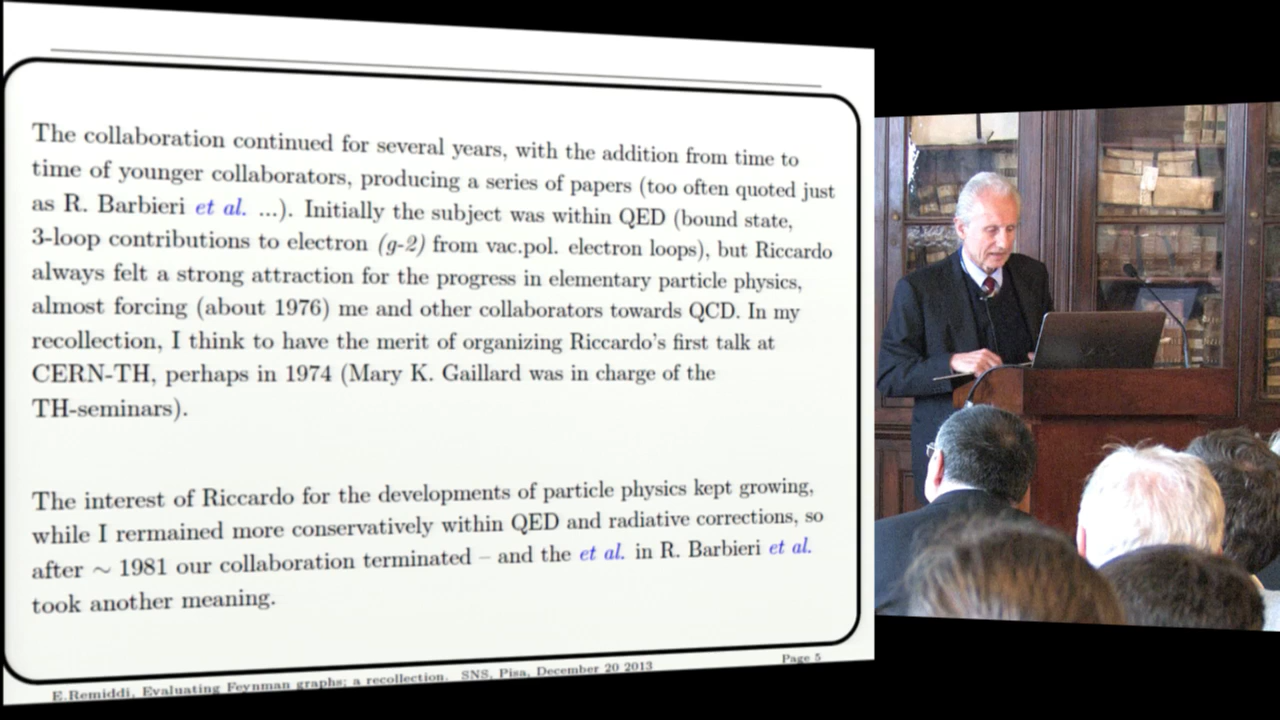 The collaboration continued for several years, with the addition from time to
time of younger collaborators, producing a series of papers (too often quoted just
as R. Barbieri et al. ...). Initially the subject was within QED (bound state,
3-loop contributions to electron (g-2) from vac.pol. electron loops), but Riccardo
always felt a strong attraction for the progress in elementary particle physics,
almost forcing (about 1976) me and other collaborators towards QCD. In my
recollection, I think to have the merit of organizing Riccardo's first talk at
CERN-TH, perhaps in 1974 (Mary K. Gaillard was in charge of the
TH-seminars).
The interest of Riccardo for the developments of particle physics kept growing,
while I rermained more conservatively within QED and radiative corrections, so
after ~ 1981 our collaboration terminated – and the et al. in R. Barbieri et al.
took another meaning.
E.Remiddi, Evaluating Feynman graphs; a recollection. SNS, Pisa, December 20 2013 Page 5